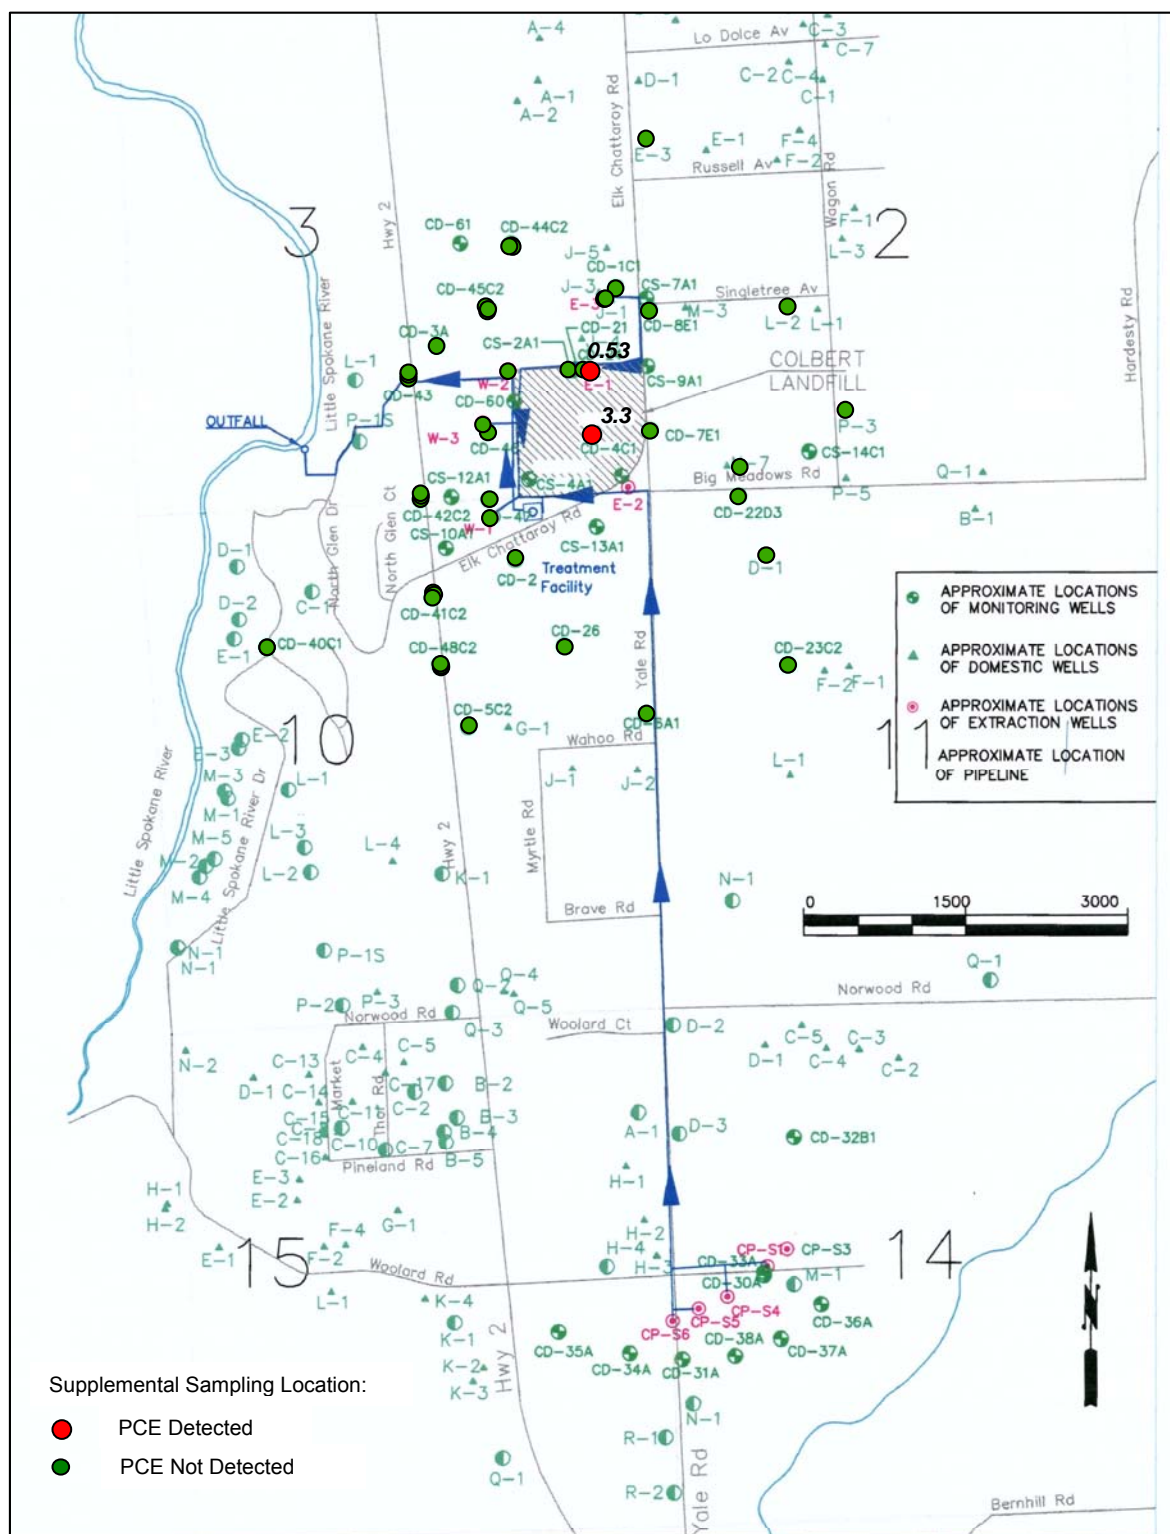 A-4
C-3
Lo Dolce Av
C-7
C-2
C-4
D-1
A-1
C-1
A-2
Elk Chattaroy Rd
E-1
F-4
E-3
F-2
Russell Av
Wagon Rd
Hwy 2
3
F-1
2
CD-61
CD-44C2
J-5
L-3
CD-1C1
Little Spokane River
J-3
CS-7A1
Singletree Av
CD-45C2
E-3
J-1
M-3
Hardesty Rd
CD-21
CD-8E1
L-2
L-1
CD-3A
CS-2A1
0.53
COLBERT
LANDFILL
L-1
W-2
E-1
CS-9A1
CD-43
CD-60
P-1S
3.3
P-3
OUTFALL
W-3
CD-4C1
CD-7E1
CS-14C1
CS-12A1
CS-4A1
Big Meadows Rd
Q-1
P-5
CD-42C2
E-2
CD-22D3
B-1
North Glen Dr
North Glen Ct
W-1
CS-10A1
Elk Chattaroy Rd
CS-13A1
D-1
CD-2
Treatment
Facility
D-1
C-1
D-2
CD-41C2
E-1
CD-40C1
CD-48C2
CD-26
Yale Rd
CD-23C2
F-2
F-1
APPROXIMATE LOCATIONS
OF MONITORING WELLS
APPROXIMATE LOCATIONS
OF DOMESTIC WELLS
APPROXIMATE LOCATIONS
OF EXTRACTION WELLS
APPROXIMATE LOCATION
OF PIPELINE
CD-5C2
G-1
CD-6A1
Wahoo Rd
10
11
E-2
E-3
M-3
L-1
J-1
J-2
L-1
M-1
Little Spokane River
Little Spokane River Dr
Myrtle Rd
M-5
L-3
M-2
L-4
Hwy 2
M-4
L-2
K-1
N-1
Brave Rd
0
1500
3000
N-1
N-1
P-1S
Q-4
Q-1
Q-2
P-2
P-3
Q-5
Norwood Rd
Norwood Rd
Q-3
Woolard Ct
D-2
C-5
C-3
N-2
C-13
C-4
C-5
D-1
C-4
C-2
D-1
C-14
Market
Thor Rd
C-17
B-2
C-15
C-11
C-2
B-3
A-1
D-3
CD-32B1
C-18
C-10
C-7
B-4
C-16
Pineland Rd
B-5
H-1
E-3
H-1
H-2
E-2
G-1
H-2
F-4
CP-S1
CP-S3
E-1
15
F-2
H-4
H-3
CD-33A
14
Woolard Rd
CD-30A
M-1
L-1
K-4
CP-S4
CP-S5
CD-36A
K-1
CP-S6
CD-38A
CD-35A
CD-37A
K-2
CD-34A
CD-31A
K-3
Hwy 2
Supplemental Sampling Location:
N-1
PCE Detected
R-1
PCE Not Detected
Q-1
R-2
Yale Rd
Bernhill Rd
N